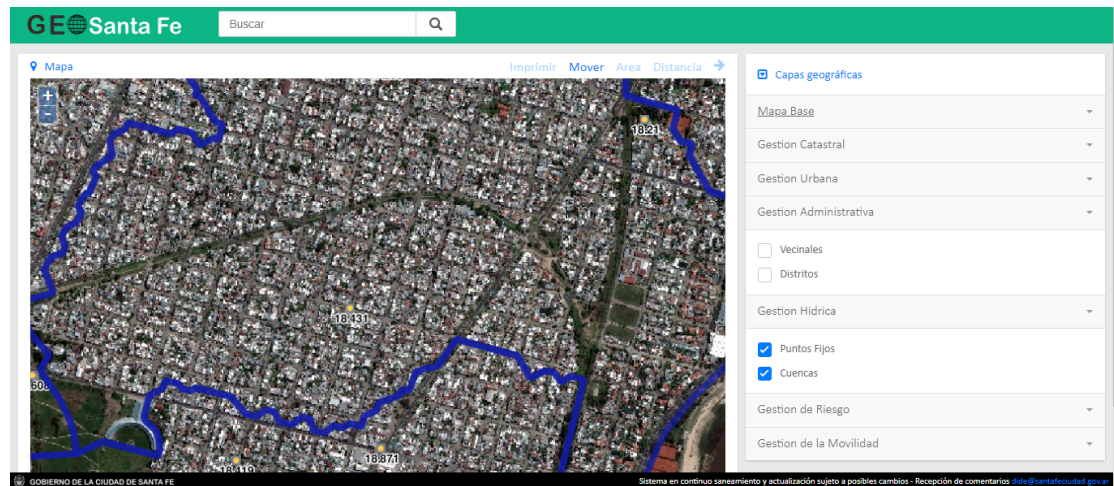 GEOSanta Fe
Buscar
Mapa
Imprimir Mover Area Distancia
18.21
18.431
608
18.871
18.419
Capas geográficas
Mapa Base
Gestion Catastral
Gestion Urbana
Gestion Administrativa
Vecinales
Distritos
Gestion Hidrica
Puntos Fijos
Cuencas
Gestion de Riesgo
Gestion de la Movilidad
GOBIERNO DE LA CIUDAD DE SANTA FE
Sistema en continuo saneamiento y actualización sujeto a posibles cambios - Recepción de comentarios dide@santafeciudad.gov.ar